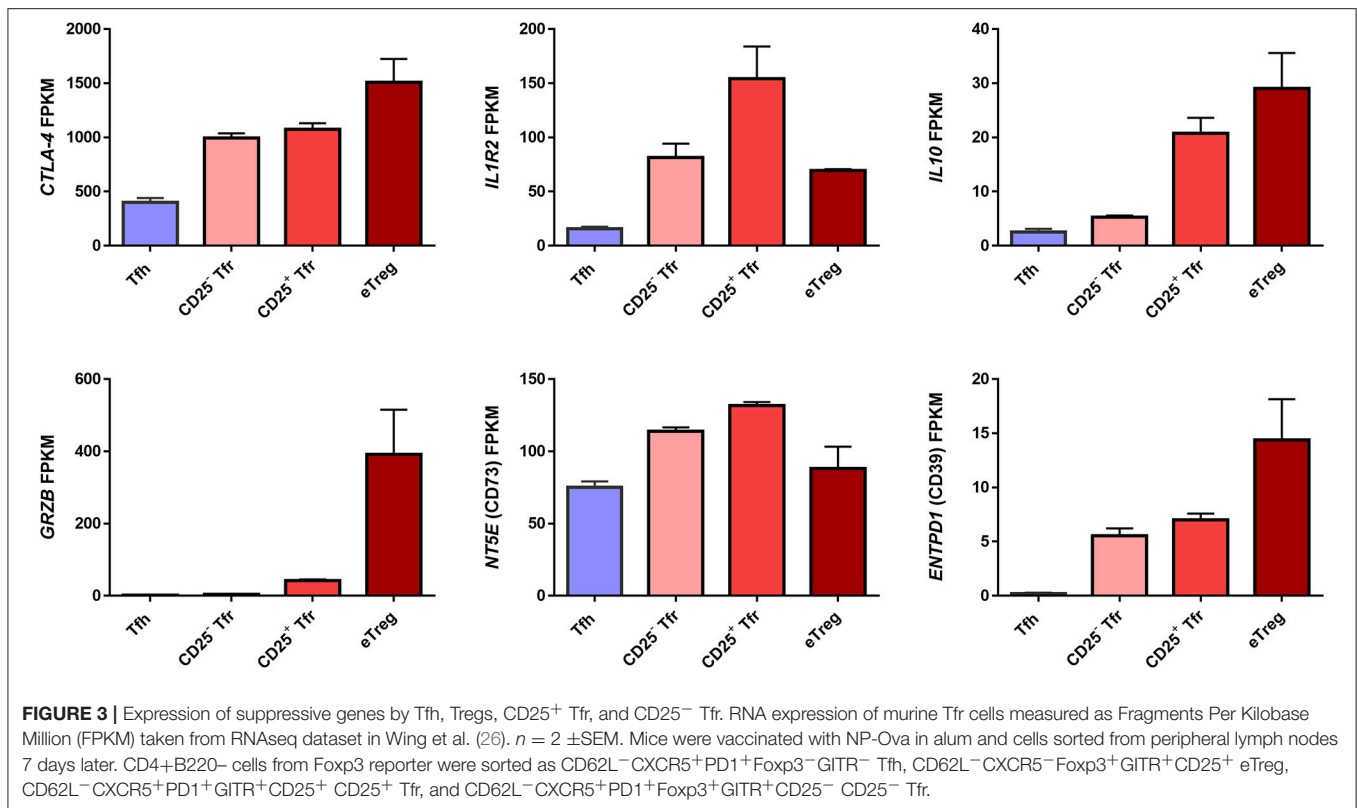 2000
1500
1000
500
0
CTLA-4 FPKM
Tfh
CD25⁻ Tfr
CD25⁺ Tfr
eTreg
200
150
100
50
0
IL1R2 FPKM
Tfh
CD25⁻ Tfr
CD25⁺ Tfr
eTreg
40
30
20
10
0
IL10 FPKM
Tfh
CD25⁻ Tfr
CD25⁺ Tfr
eTreg
600
400
200
0
GRZB FPKM
Tfh
CD25⁻ Tfr
CD25⁺ Tfr
eTreg
150
100
50
0
NT5E (CD73) FPKM
Tfh
CD25⁻ Tfr
CD25⁺ Tfr
eTreg
20
15
10
5
0
ENTPD1 (CD39) FPKM
Tfh
CD25⁻ Tfr
CD25⁺ Tfr
eTreg
FIGURE 3 | Expression of suppressive genes by Tfh, Tregs, CD25⁺ Tfr, and CD25⁻ Tfr. RNA expression of murine Tfr cells measured as Fragments Per Kilobase
Million (FPKM) taken from RNAseq dataset in Wing et al. (26). n = 2 ±SEM. Mice were vaccinated with NP-Ova in alum and cells sorted from peripheral lymph nodes
7 days later. CD4+B220– cells from Foxp3 reporter were sorted as CD62L⁻CXCR5⁺PD1⁺Foxp3⁻GITR⁻ Tfh, CD62L⁻CXCR5⁻Foxp3⁺GITR⁺CD25⁺ eTreg,
CD62L⁻CXCR5⁺PD1⁺GITR⁺CD25⁺ CD25⁺ Tfr, and CD62L⁻CXCR5⁺PD1⁺Foxp3⁺GITR⁺CD25⁻ CD25⁻ Tfr.